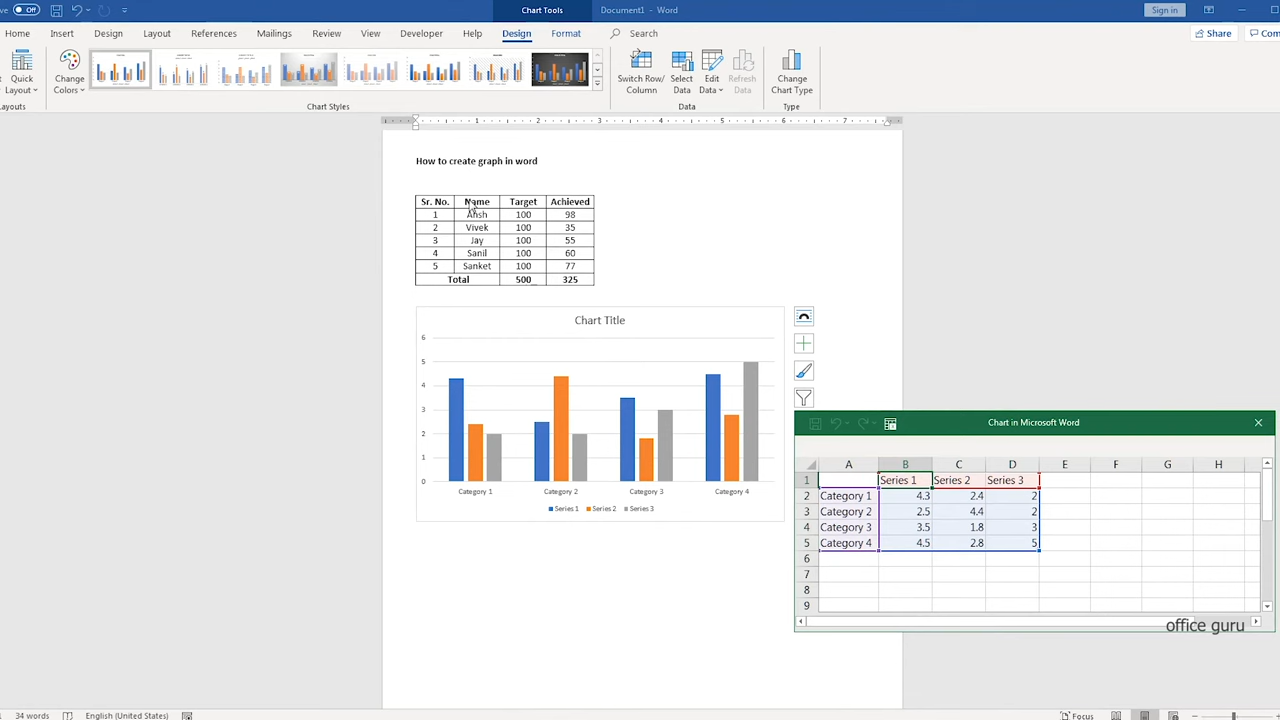 Off
Chart Tools
Document1 - Word
Sign in
Home Insert Design Layout References Mailings Review View Developer Help Design Format Search Share
Quick Layout
Change Colors
Switch Row/ Column
Select Data
Edit Data
Refresh Data
Change Chart Type
Chart Styles
Data
Type
1 2 3 4 5 6 7
How to create graph in word
Sr. No. Name Target Achieved
1 Ansh 100 98
2 Vivek 100 35
3 Jay 100 55
4 Sanil 100 60
5 Sanket 100 77
Total 500 325
Chart Title
6
5
4
3
2
1
0
Category 1 Category 2 Category 3 Category 4
Series 1 Series 2 Series 3
Chart in Microsoft Word
A B C D E F G H
1 Series 1 Series 2 Series 3
2 Category 1 4.3 2.4 2
3 Category 2 2.5 4.4 2
4 Category 3 3.5 1.8 3
5 Category 4 4.5 2.8 5
6
7
8
9
office guru
34 words English (United States) Focus